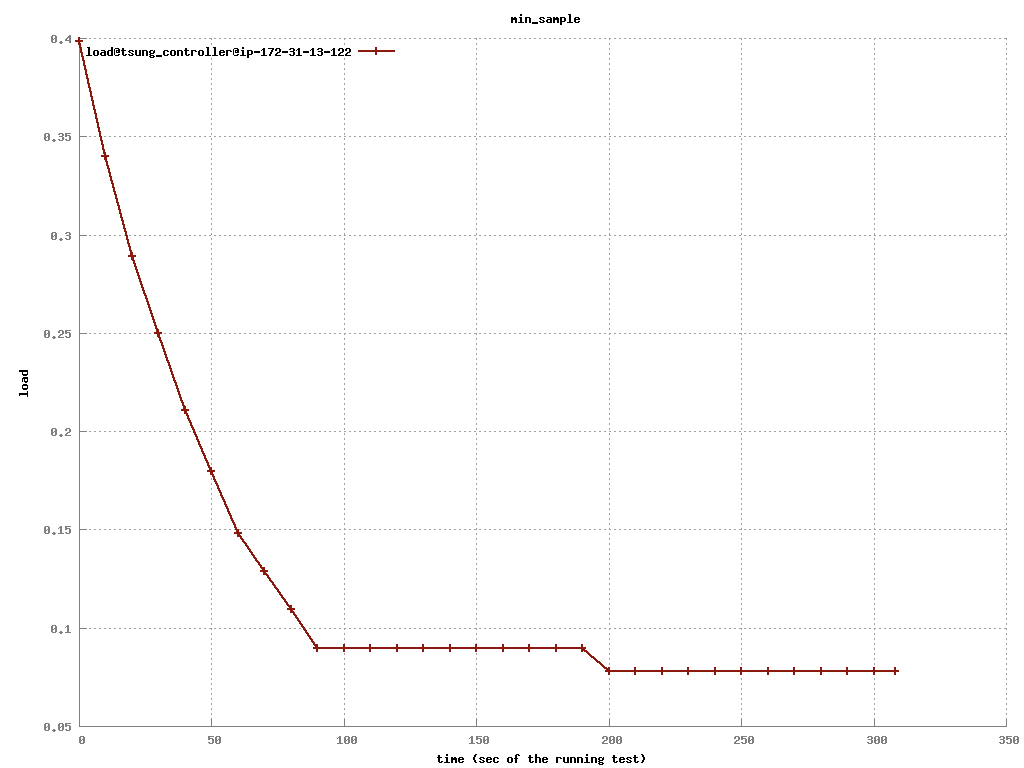 min_sample
load@tsung_controller@ip-172-31-13-122
0.4
0.35
0.3
0.25
0.2
0.15
0.1
0.05
load
0 50 100 150 200 250 300 350
time (sec of the running test)